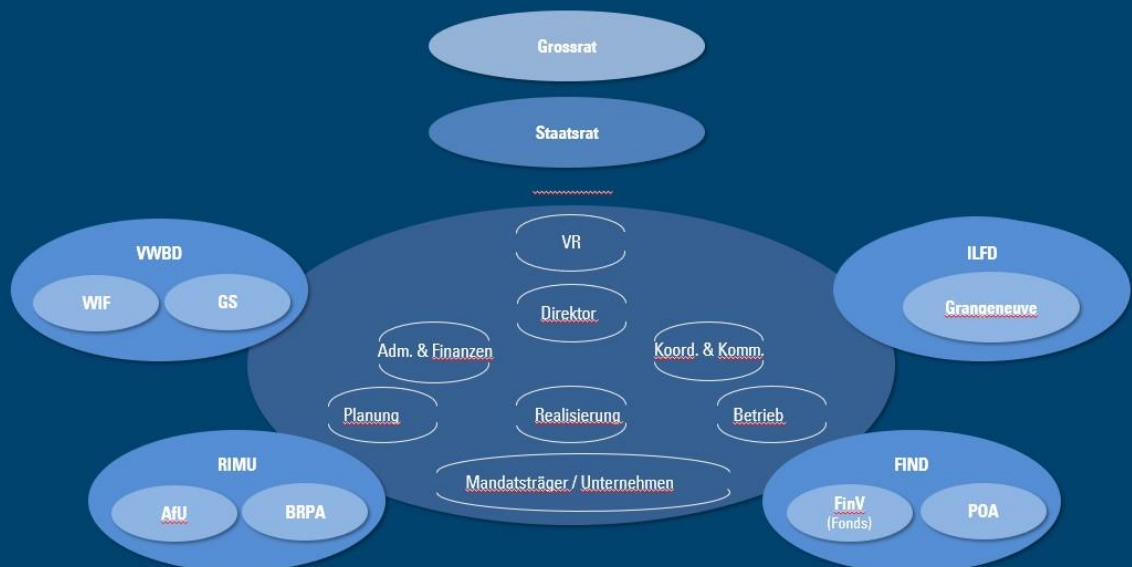 Grossrat
Staatsrat
VR
VWBD
ILFD
WIF
GS
Grangeneuve
Direktor
Adm. & Finanzen
Koord. & Komm.
Planung
Realisierung
Betrieb
RIMU
FIND
Mandatsträger / Unternehmen
AfU
BRPA
FinV
(Fonds)
POA